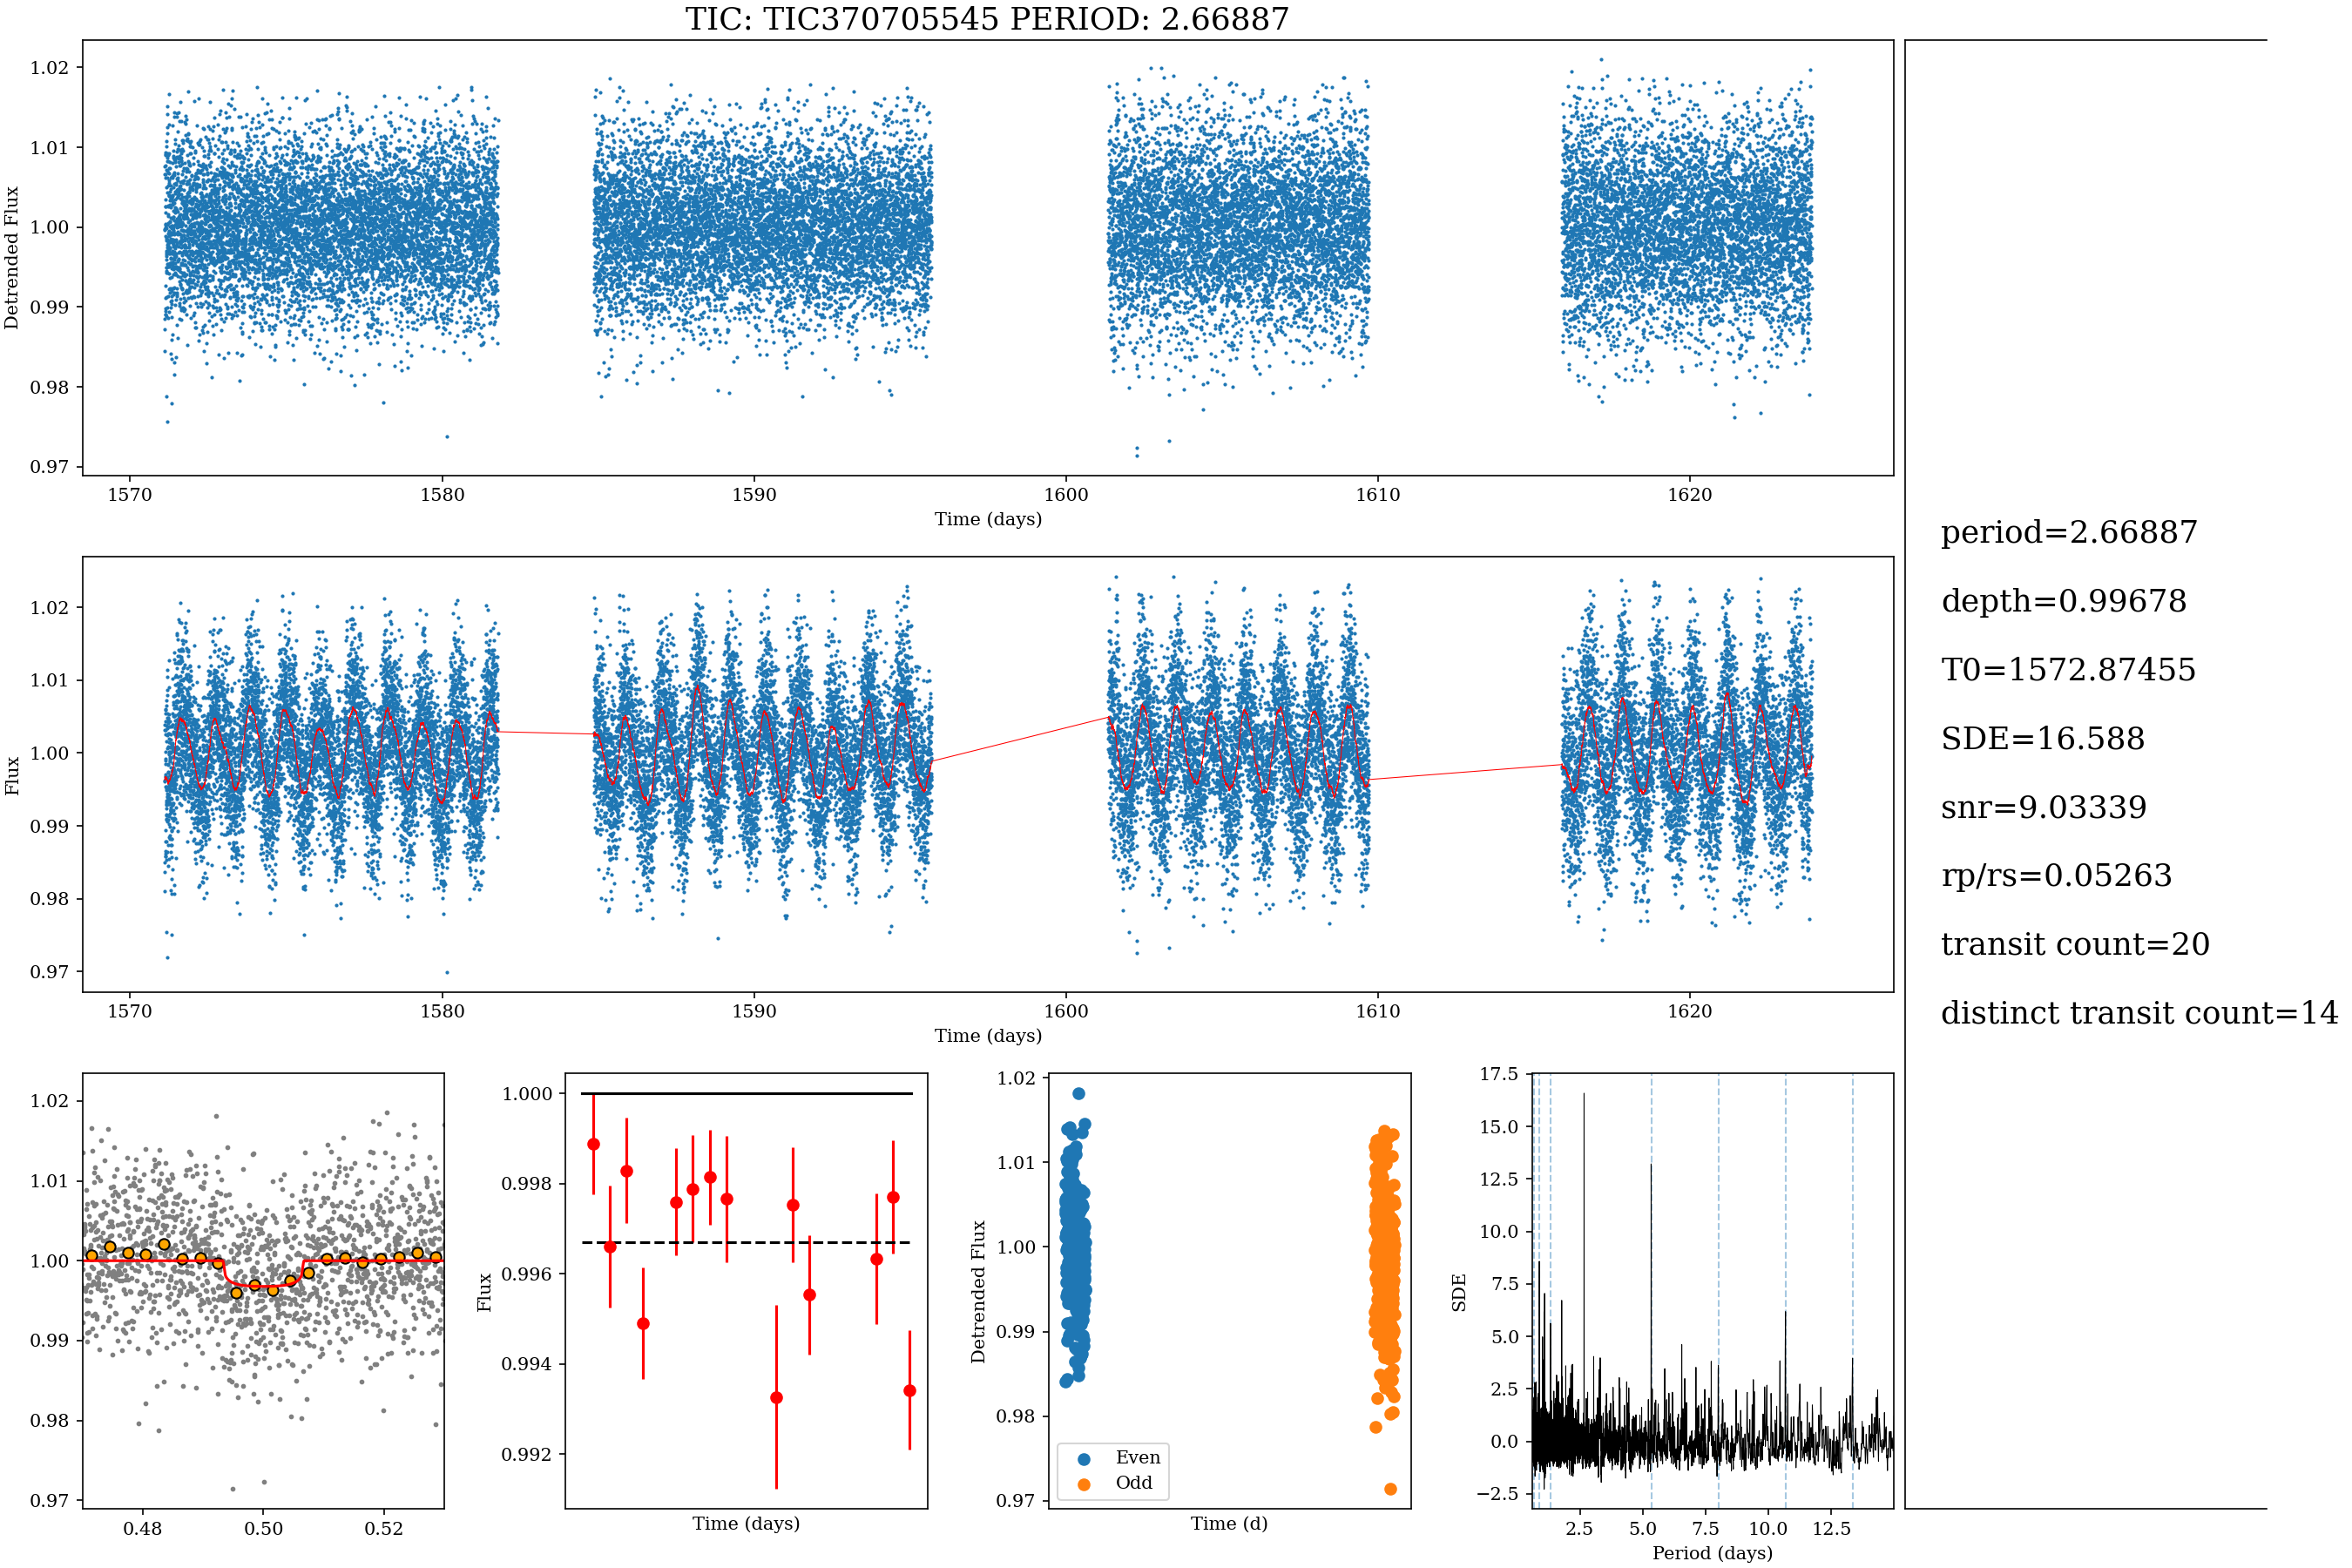 TIC: TIC370705545 PERIOD: 2.66887
1.02
1.01
1.00
0.99
0.98
0.97
Detrended Flux
1570 1580 1590 1600 1610 1620
Time (days)
1.02
1.01
1.00
0.99
0.98
0.97
Flux
1570 1580 1590 1600 1610 1620
Time (days)
period=2.66887
depth=0.99678
T0=1572.87455
SDE=16.588
snr=9.03339
rp/rs=0.05263
transit count=20
distinct transit count=14
1.02
1.01
1.00
0.99
0.98
0.97
0.48 0.50 0.52
1.000
0.998
0.996
0.994
0.992
Flux
Time (days)
1.02
1.01
1.00
0.99
0.98
0.97
Detrended Flux
Even
Odd
Time (d)
17.5
15.0
12.5
10.0
7.5
5.0
2.5
0.0
−2.5
SDE
2.5 5.0 7.5 10.0 12.5
Period (days)